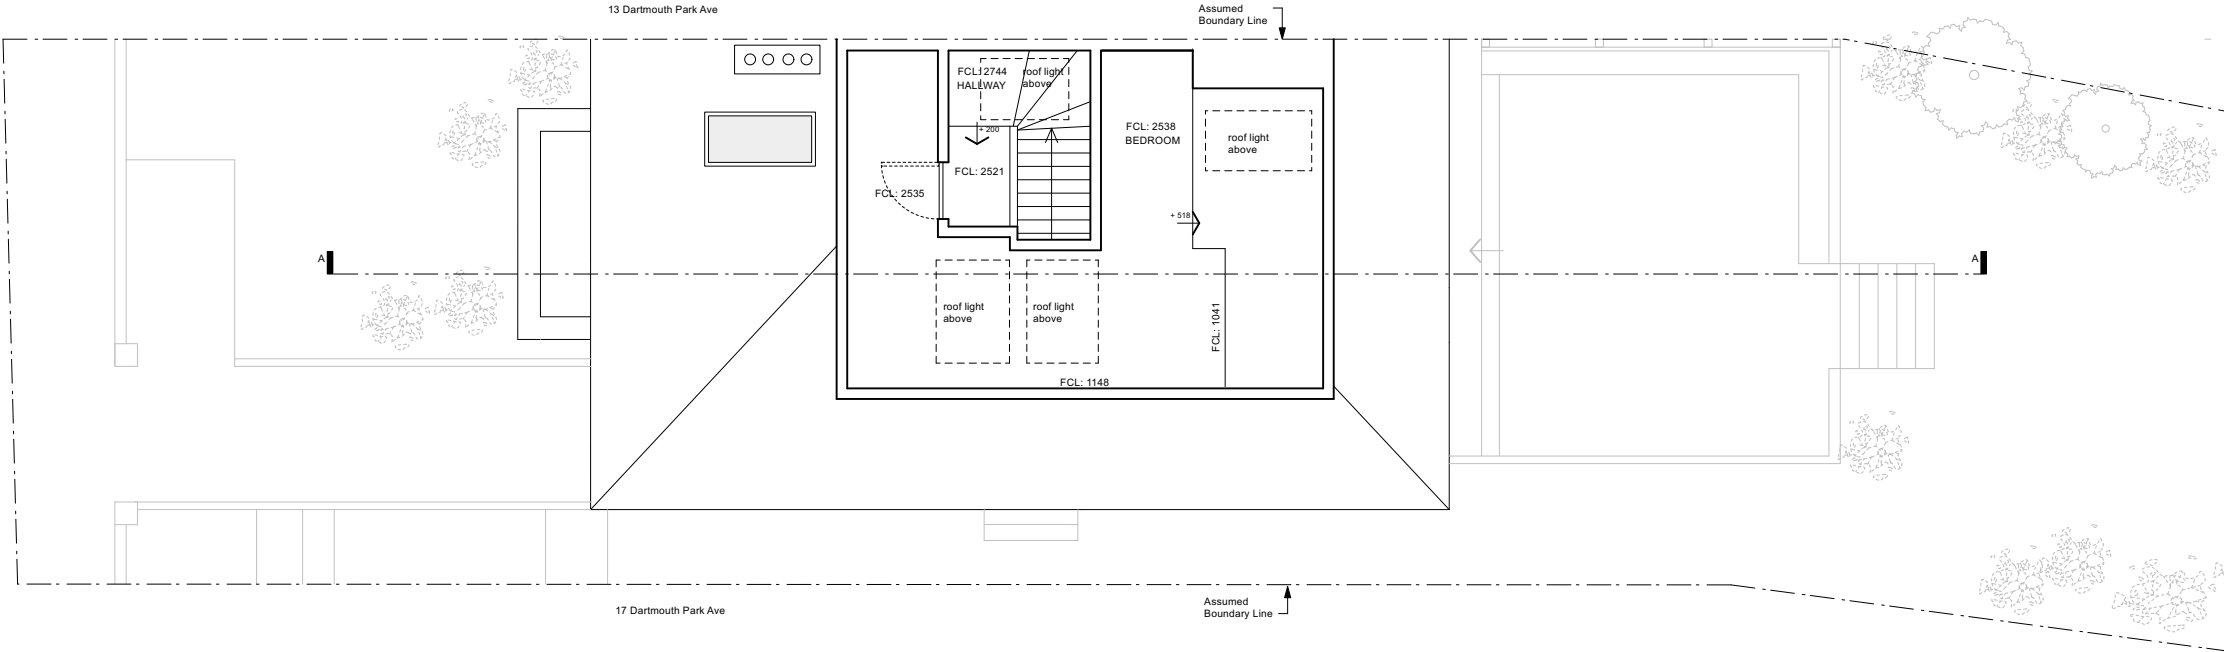 13 Dartmouth Park Ave
Assumed
Boundary Line
FCL: 2744
HALLWAY
roof light
above
+ 200
FCL: 2521
FCL: 2535
FCL: 2538
BEDROOM
roof light
above
+ 518
A
A
roof light
above
roof light
above
FCL: 1041
FCL: 1148
17 Dartmouth Park Ave
Assumed
Boundary Line